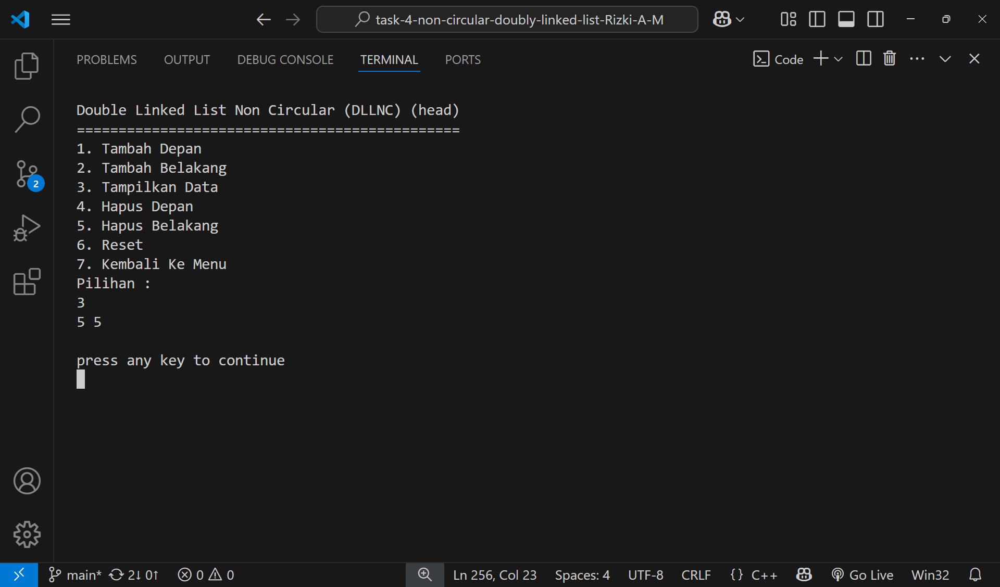 task-4-non-circular-doubly-linked-list-Rizki-A-M
PROBLEMS OUTPUT DEBUG CONSOLE TERMINAL PORTS Code
Double Linked List Non Circular (DLLNC) (head)
==============================================
1. Tambah Depan
2. Tambah Belakang
3. Tampilkan Data
4. Hapus Depan
5. Hapus Belakang
6. Reset
7. Kembali Ke Menu
Pilihan :
3
5 5
press any key to continue
2
main* 2↓ 0↑ 0 0 Ln 256, Col 23 Spaces: 4 UTF-8 CRLF {} C++ Go Live Win32